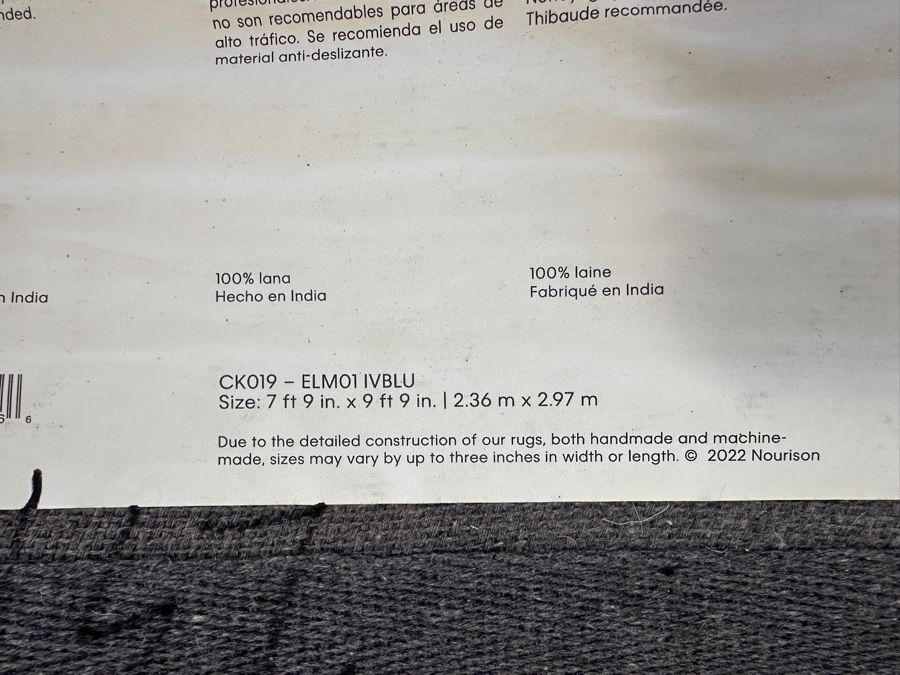 nded.
no son recomendables para áreas de
alto tráfico. Se recomienda el uso de
material anti-deslizante.
Thibaude recommandée.
n India
100% lana
Hecho en India
100% laine
Fabriqué en India
6
CK019 – ELM01 IVBLU
Size: 7 ft 9 in. x 9 ft 9 in. | 2.36 m x 2.97 m
Due to the detailed construction of our rugs, both handmade and machine-
made, sizes may vary by up to three inches in width or length. © 2022 Nourison